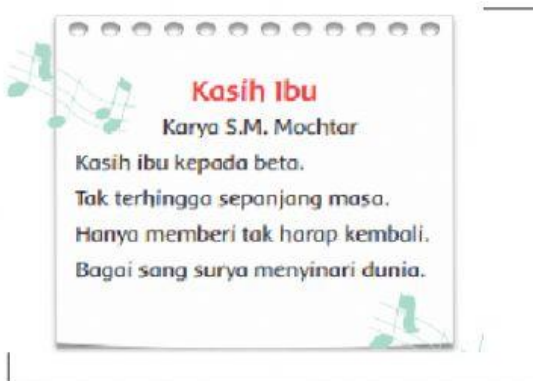 Kasih Ibu
Karya S.M. Mochtar
Kasih ibu kepada beta.
Tak terhingga sepanjang masa.
Hanya memberi tak harap kembali.
Bagai sang surya menyinari dunia.